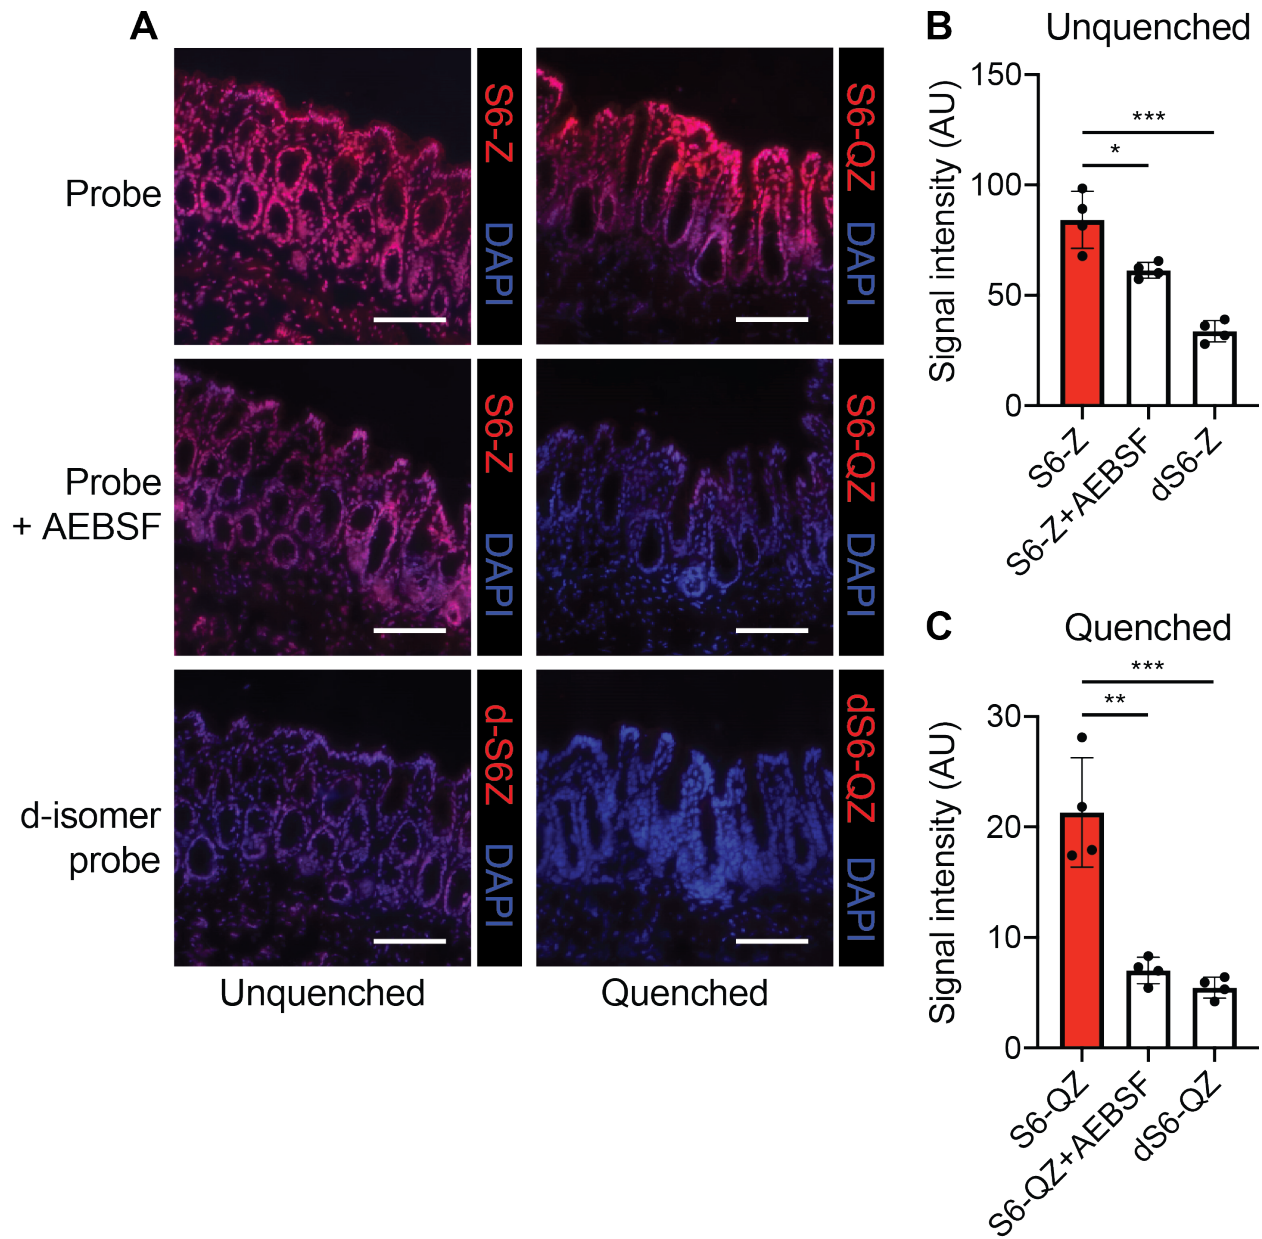 A
Probe
S6-Z DAPI
S6-QZ DAPI
Probe
+ AEBSF
S6-Z DAPI
S6-QZ DAPI
d-isomer
probe
d-S6Z DAPI
dS6-QZ DAPI
Unquenched
Quenched
B
Unquenched
Signal intensity (AU)
150
100
50
0
***
*
S6-Z
S6-Z+AEBSF
dS6-Z
C
Quenched
Signal intensity (AU)
30
20
10
0
***
**
S6-QZ
S6-QZ+AEBSF
dS6-QZ